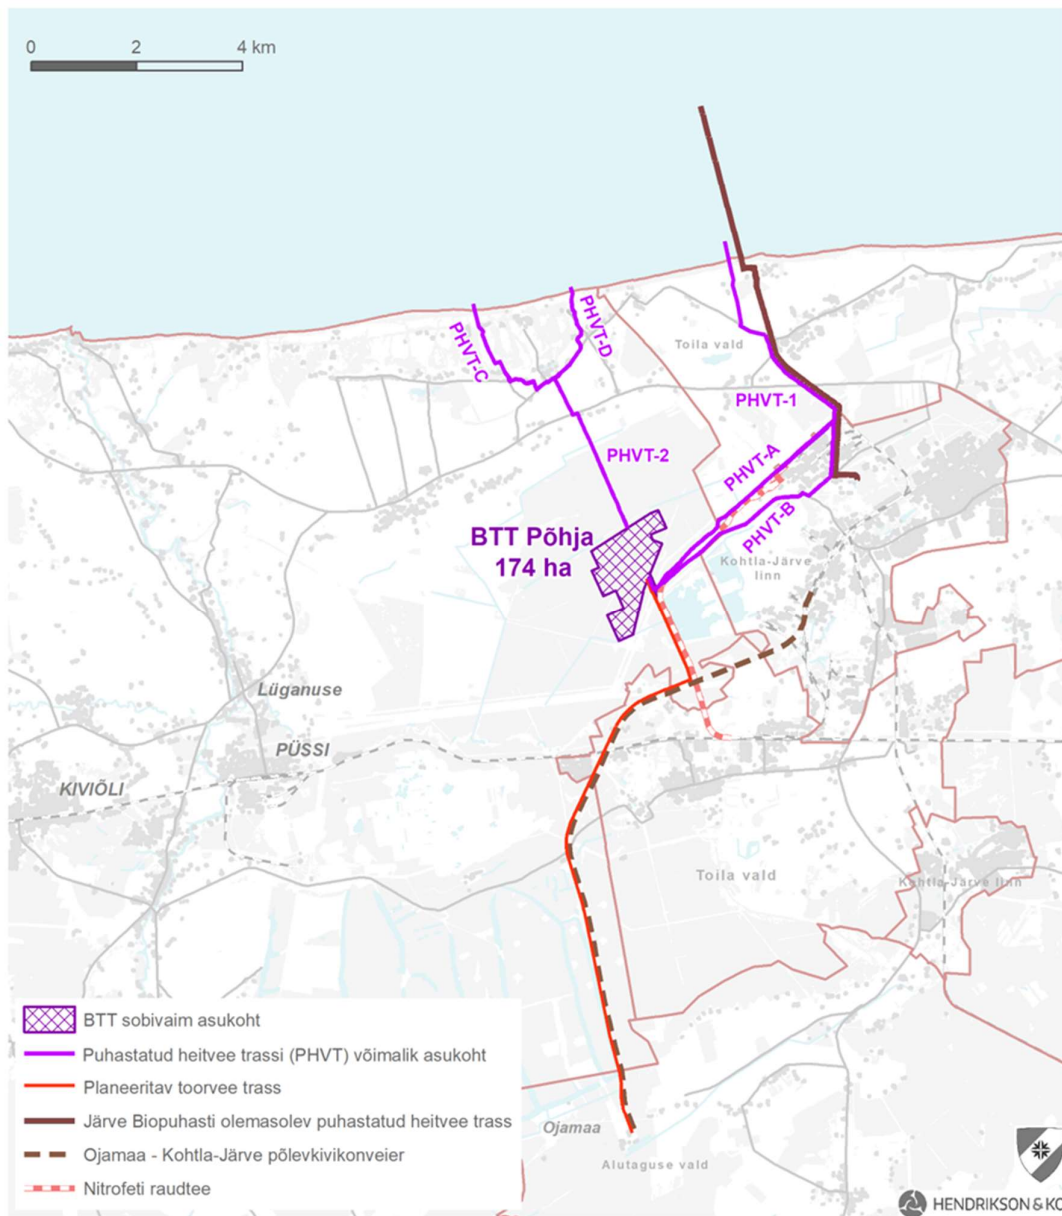 0 2 4 km
PHVT-C
PHVT-D
Toila vald
PHVT-1
PHVT-2
PHVT-A
PHVT-B
BTT Põhja
174 ha
Kohtla-Järve
linn
Lüganuse
PÜSSI
KIVIÕLI
Toila vald
Kohtla-Järve linn
BTT sobivaim asukoht
Puhastatud heitvee trassi (PHVT) võimalik asukoht
Planeeritav toorvee trass
Järve Biopuhasti olemasolev puhastatud heitvee trass
Ojamaa - Kohtla-Järve põlevkivikonveier
Nitrofeti raudtee
Ojamaa
Alutaguse vald
HENDRIKSON & KO